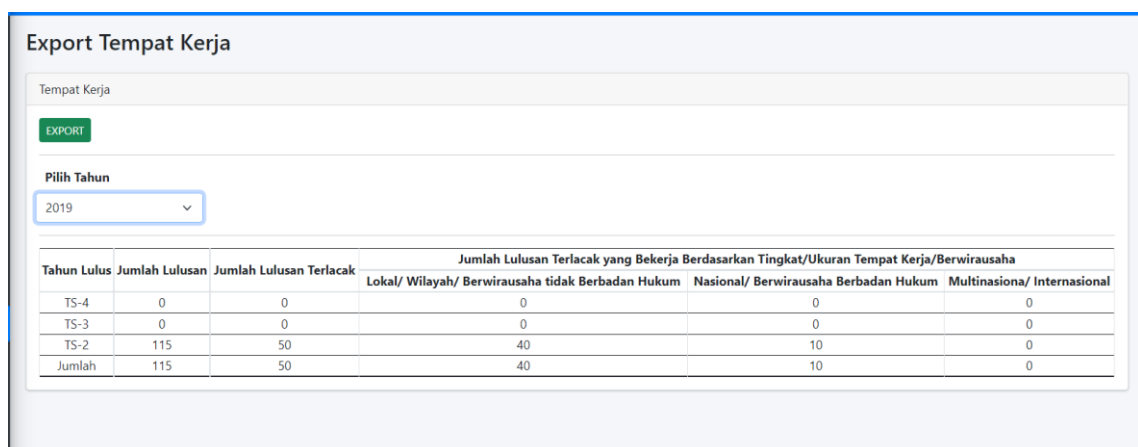 Export Tempat Kerja
Tempat Kerja
EXPORT
Pilih Tahun
2019
Tahun Lulus Jumlah Lulusan Jumlah Lulusan Terlacak Jumlah Lulusan Terlacak yang Bekerja Berdasarkan Tingkat/Ukuran Tempat Kerja/Berwirausaha
Lokal/ Wilayah/ Berwirausaha tidak Berbadan Hukum Nasional/ Berwirausaha Berbadan Hukum Multinasiona/ Internasional
TS-4 0 0 0 0 0
TS-3 0 0 0 0 0
TS-2 115 50 40 10 0
Jumlah 115 50 40 10 0